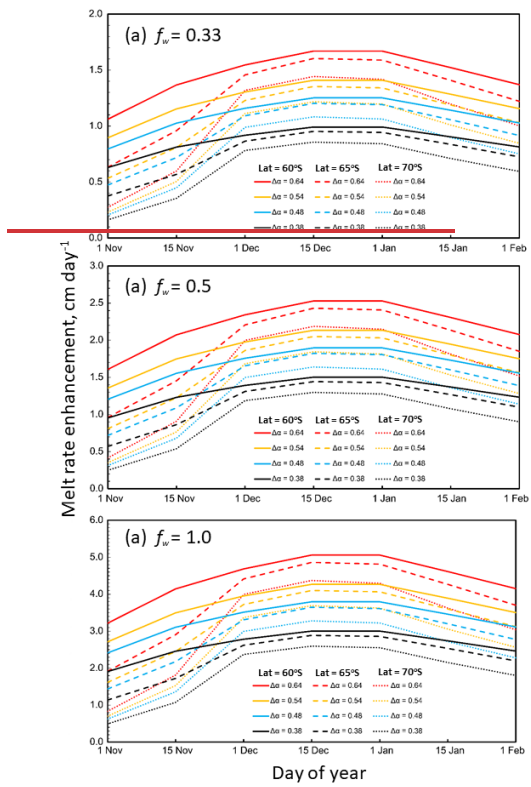 2.0
(a) fw = 0.33
1.5
1.0
Lat = 60°S Lat = 65°S Lat = 70°S
Δα = 0.64 Δα = 0.64 Δα = 0.64
0.5
Δα = 0.54 Δα = 0.54 Δα = 0.54
Δα = 0.48 Δα = 0.48 Δα = 0.48
Δα = 0.38 Δα = 0.38 Δα = 0.38
0.0
1 Nov 15 Nov 1 Dec 15 Dec 1 Jan 15 Jan 1 Feb
Melt rate enhancement, cm day-1
3.0
(a) fw = 0.5
2.5
2.0
1.5
1.0
Lat = 60°S Lat = 65°S Lat = 70°S
Δα = 0.64 Δα = 0.64 Δα = 0.64
Δα = 0.54 Δα = 0.54 Δα = 0.54
0.5
Δα = 0.48 Δα = 0.48 Δα = 0.48
Δα = 0.38 Δα = 0.38 Δα = 0.38
0.0
1 Nov 15 Nov 1 Dec 15 Dec 1 Jan 15 Jan 1 Feb
6.0
(a) fw = 1.0
5.0
4.0
3.0
2.0
Lat = 60°S Lat = 65°S Lat = 70°S
Δα = 0.64 Δα = 0.64 Δα = 0.64
1.0
Δα = 0.54 Δα = 0.54 Δα = 0.54
Δα = 0.48 Δα = 0.48 Δα = 0.48
Δα = 0.38 Δα = 0.38 Δα = 0.38
0.0
1 Nov 15 Nov 1 Dec 15 Dec 1 Jan 15 Jan 1 Feb
Day of year